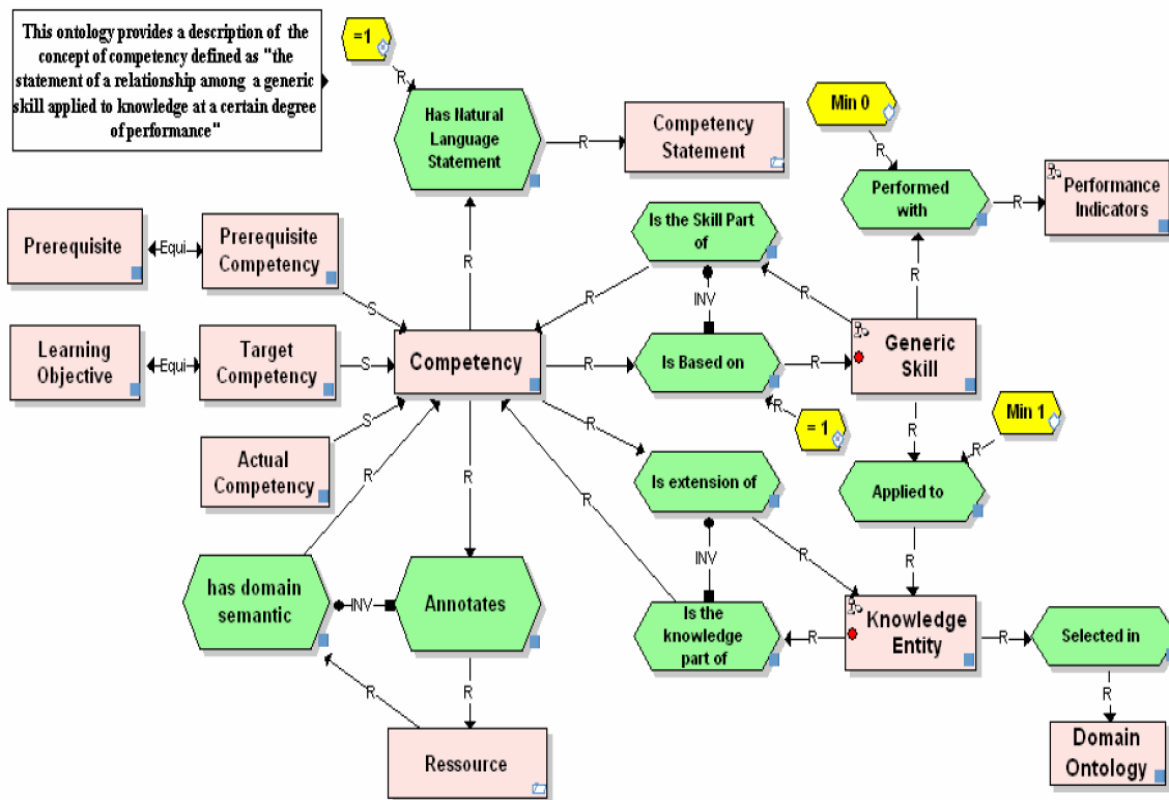 This ontology provides a description of the
concept of competency defined as "the
statement of a relationship among a generic
skill applied to knowledge at a certain degree
of performance"
=1
R
Has Natural
Language
Statement
R
Competency
Statement
Min 0
R
Performed
with
R
Performance
Indicators
R
Prerequisite
Equi
Prerequisite
Competency
S
R
Is the Skill Part
of
R
R
INV
Learning
Objective
Equi
Target
Competency
S
Competency
R
Is Based on
R
Generic
Skill
= 1
R
Min 1
R
R
Actual
Competency
S
R
R
R
Is extension of
R
Applied to
R
INV
R
R
has domain
semantic
INV
Annotates
Is the
knowledge
part of
R
Knowledge
Entity
R
Selected in
R
R
R
Ressource
Domain
Ontology